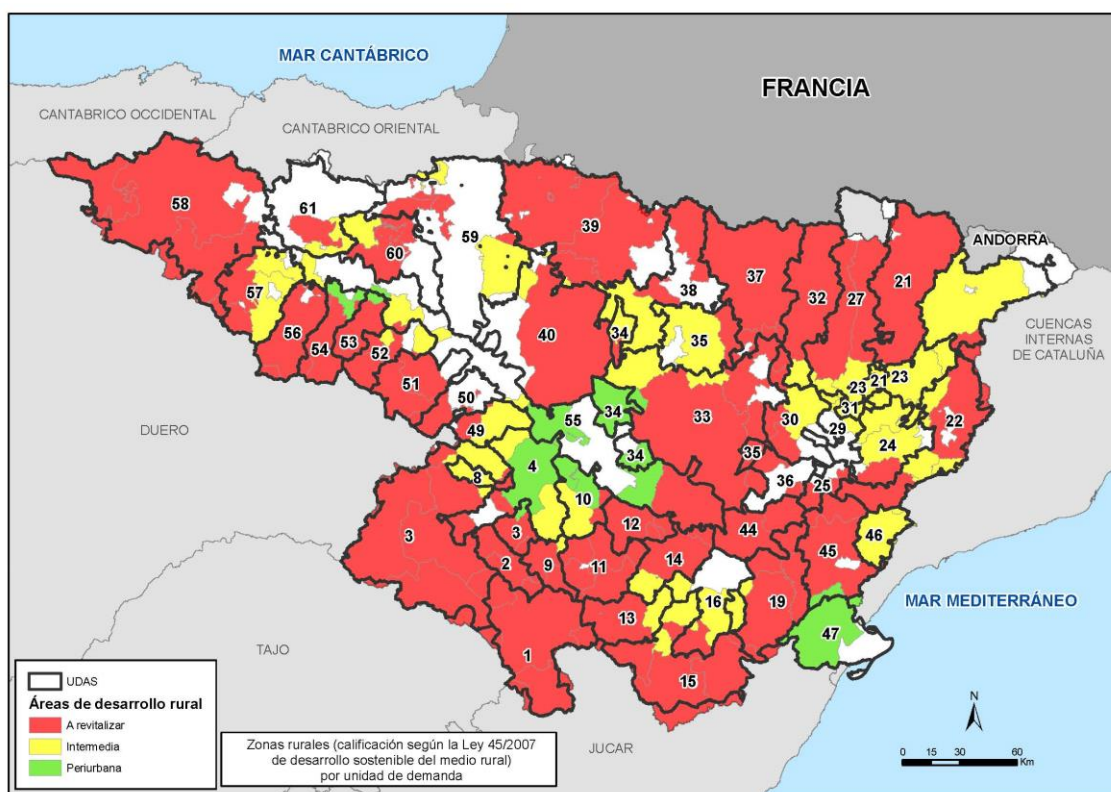 MAR CANTÁBRICO
FRANCIA
CANTABRICO OCCIDENTAL
CANTABRICO ORIENTAL
58
61
59
39
60
37
32
27
21
ANDORRA
57
38
CUENCAS
INTERNAS
DE CATALUÑA
56
54
53
52
40
34
35
23
21
23
51
50
31
22
DUERO
55
34
33
30
29
24
49
34
35
36
25
8
4
10
3
3
12
44
45
46
2
9
11
14
13
16
19
MAR MEDITERRÁNEO
47
1
15
TAJO
JUCAR
UDAS
Áreas de desarrollo rural
A revitalizar
Intermedia
Periurbana
Zonas rurales (calificación según la Ley 45/2007
de desarrollo sostenible del medio rural)
por unidad de demanda
N
0 15 30 60
Km